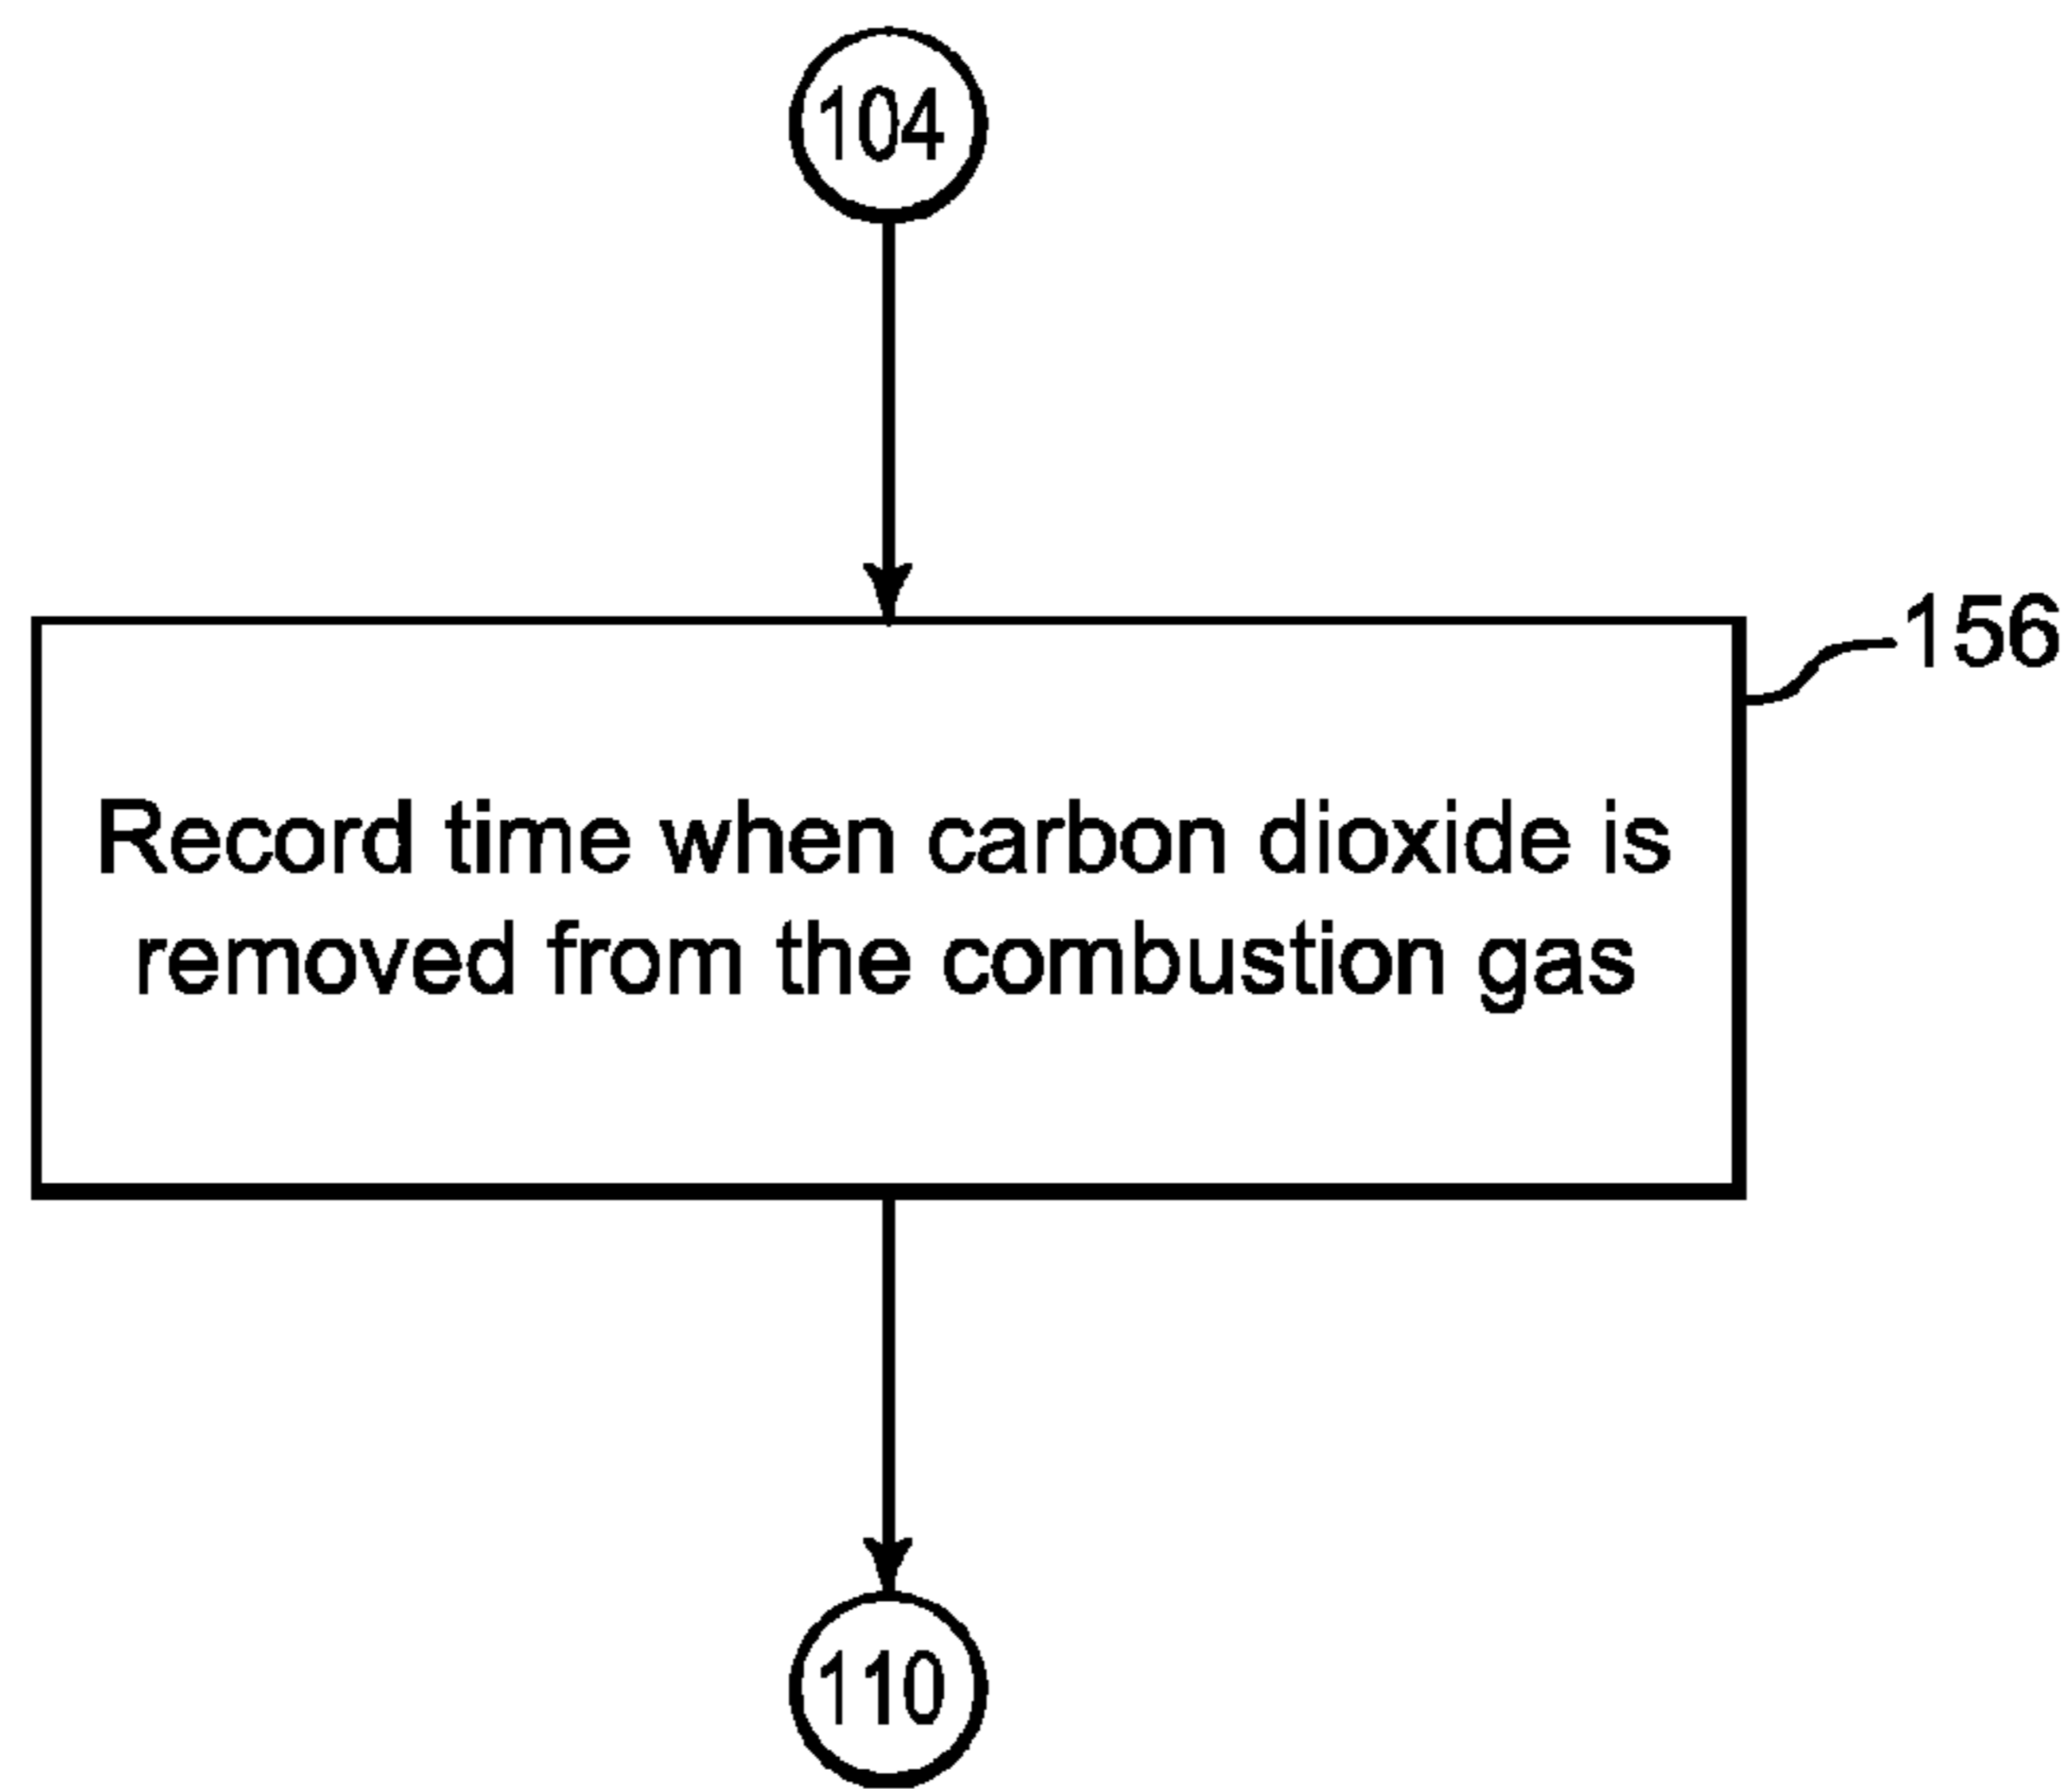 104
156
Record time when carbon dioxide is
removed from the combustion gas
110